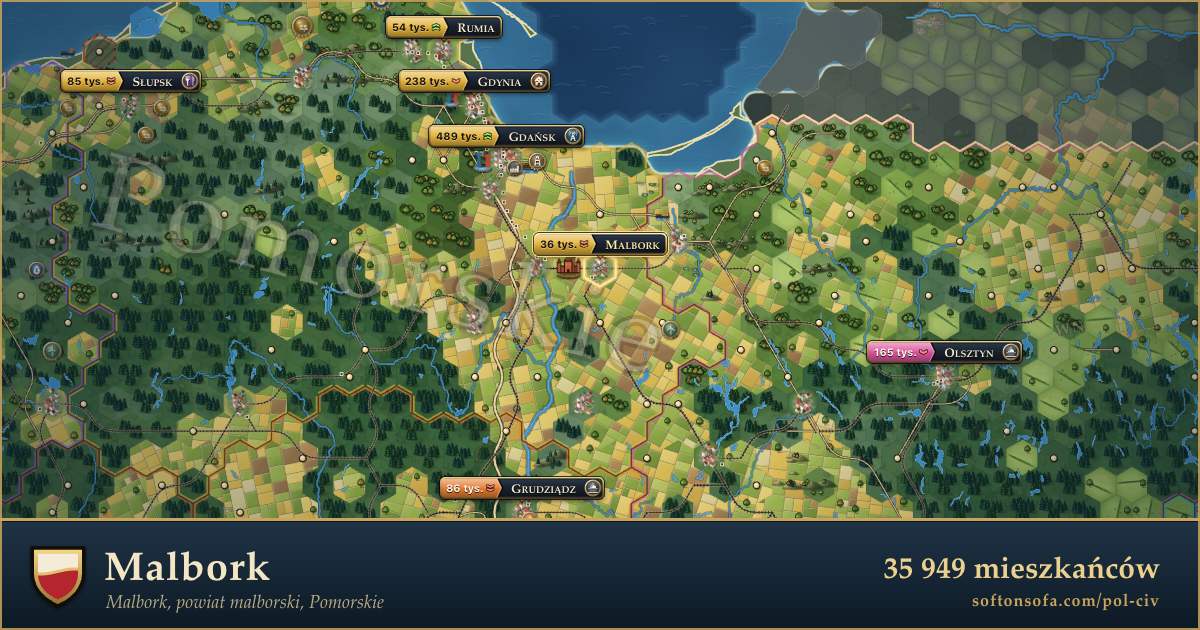 54 tys. Rumia
85 tys. Słupsk
238 tys. Gdynia
489 tys. Gdańsk
Pomorskie
36 tys. Malbork
165 tys. Olsztyn
86 tys. Grudziądz
Malbork
Malbork, powiat malborski, Pomorskie
35 949 mieszkańców
softonsofa.com/pol-civ